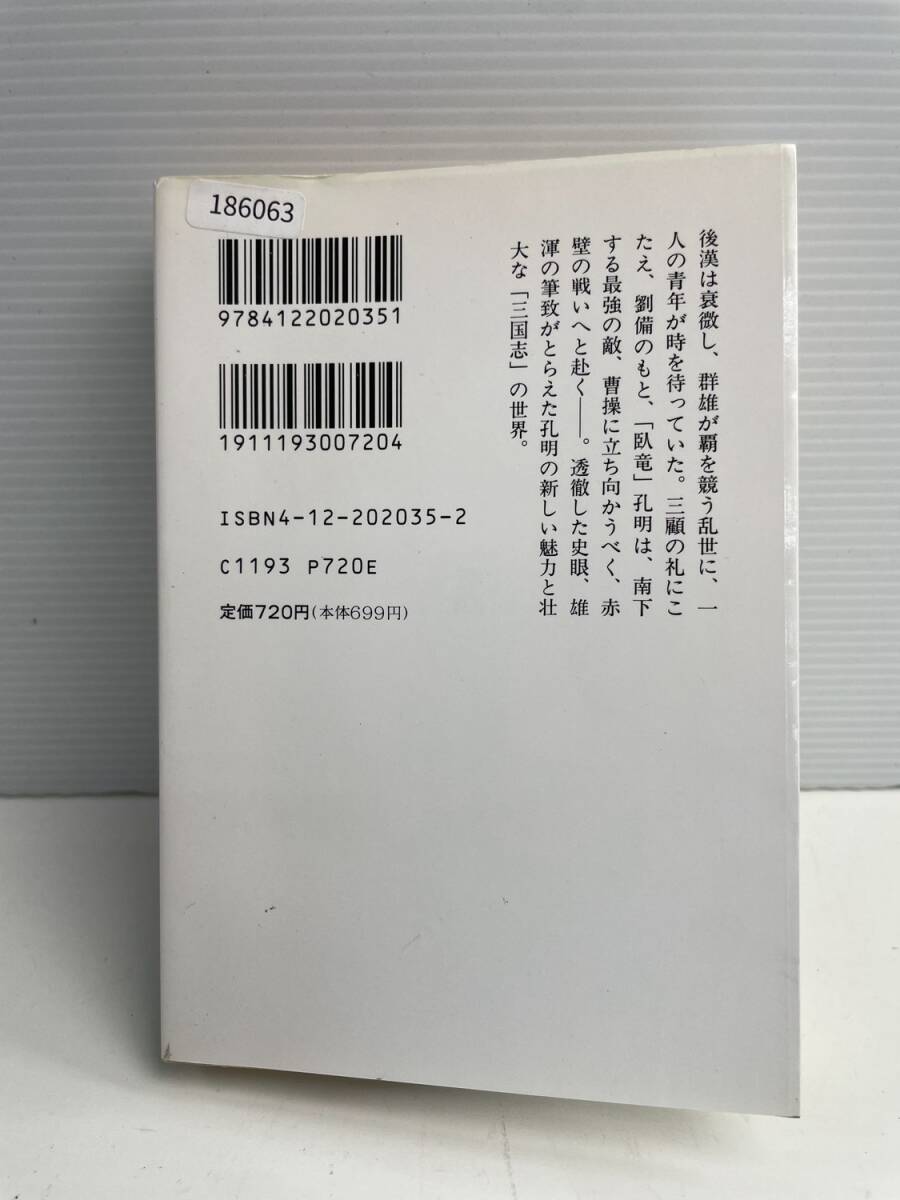 186063
9784122020351
1911193007204
ISBN4-12-202035-2
C1193 P720E
定価720円(本体699円)
後漢は衰微し、群雄が覇を競う乱世に、一
人の青年が時を待っていた。三顧の礼にこ
たえ、劉備のもと、「臥竜」孔明は、南下
する最強の敵、曹操に立ち向かうべく、赤
壁の戦いへと赴く――。透徹した史眼、雄
渾の筆致がとらえた孔明の新しい魅力と壮
大な「三国志」の世界。